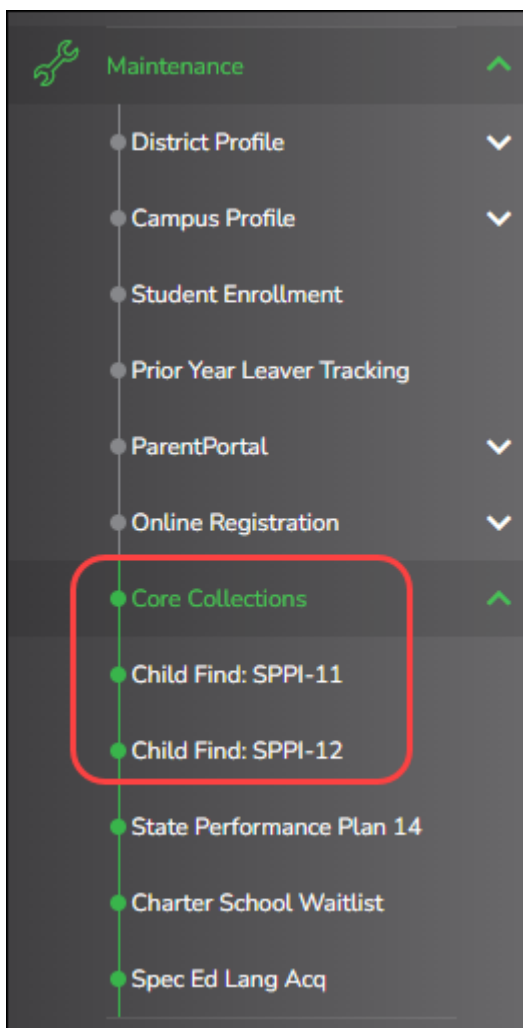 Maintenance
District Profile
Campus Profile
Student Enrollment
Prior Year Leaver Tracking
ParentPortal
Online Registration
Core Collections
Child Find: SPPI-11
Child Find: SPPI-12
State Performance Plan 14
Charter School Waitlist
Spec Ed Lang Acq